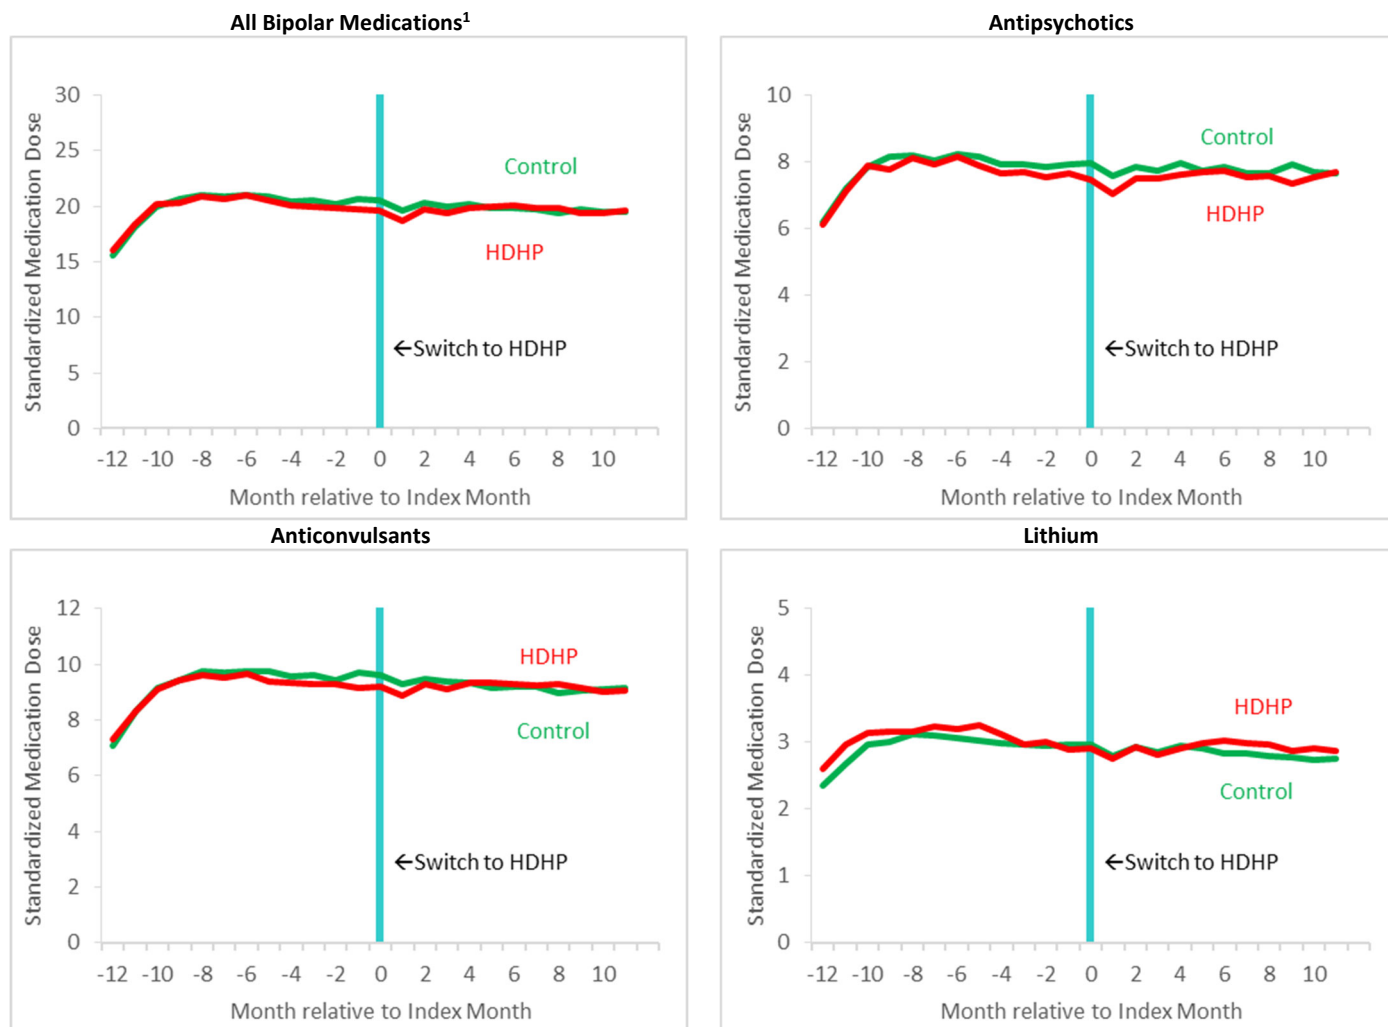 All Bipolar Medications¹
Standardized Medication Dose
30
25
20
15
10
5
0
Control
HDHP
←Switch to HDHP
-12 -10 -8 -6 -4 -2 0 2 4 6 8 10
Month relative to Index Month
Antipsychotics
Standardized Medication Dose
10
8
6
4
2
0
Control
HDHP
←Switch to HDHP
-12 -10 -8 -6 -4 -2 0 2 4 6 8 10
Month relative to Index Month
Anticonvulsants
Standardized Medication Dose
12
10
8
6
4
2
0
HDHP
Control
←Switch to HDHP
-12 -10 -8 -6 -4 -2 0 2 4 6 8 10
Month relative to Index Month
Lithium
Standardized Medication Dose
5
4
3
2
1
0
HDHP
Control
←Switch to HDHP
-12 -10 -8 -6 -4 -2 0 2 4 6 8 10
Month relative to Index Month